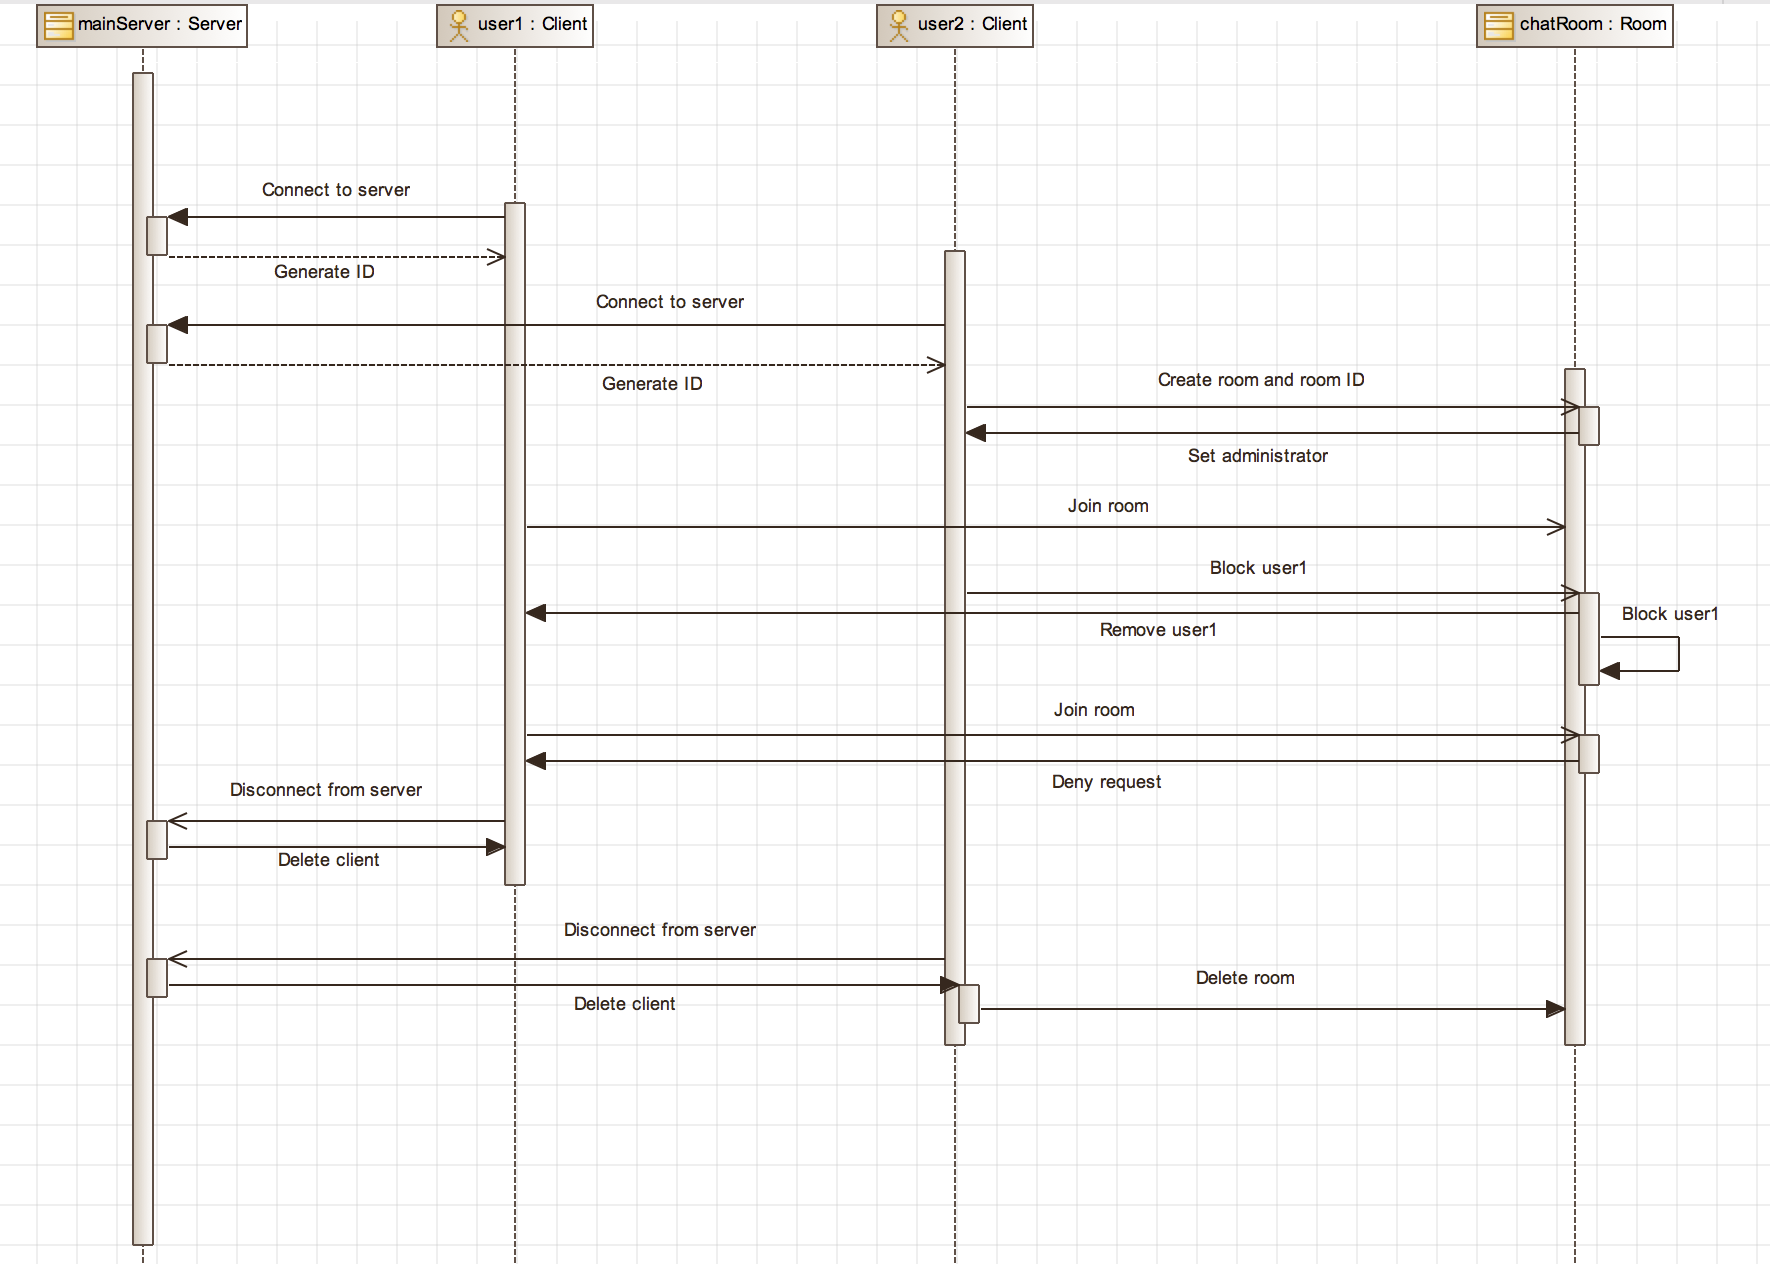 mainServer : Server
user1 : Client
user2 : Client
chatRoom : Room
Connect to server
Generate ID
Connect to server
Generate ID
Create room and room ID
Set administrator
Join room
Block user1
Block user1
Remove user1
Join room
Deny request
Disconnect from server
Delete client
Disconnect from server
Delete room
Delete client